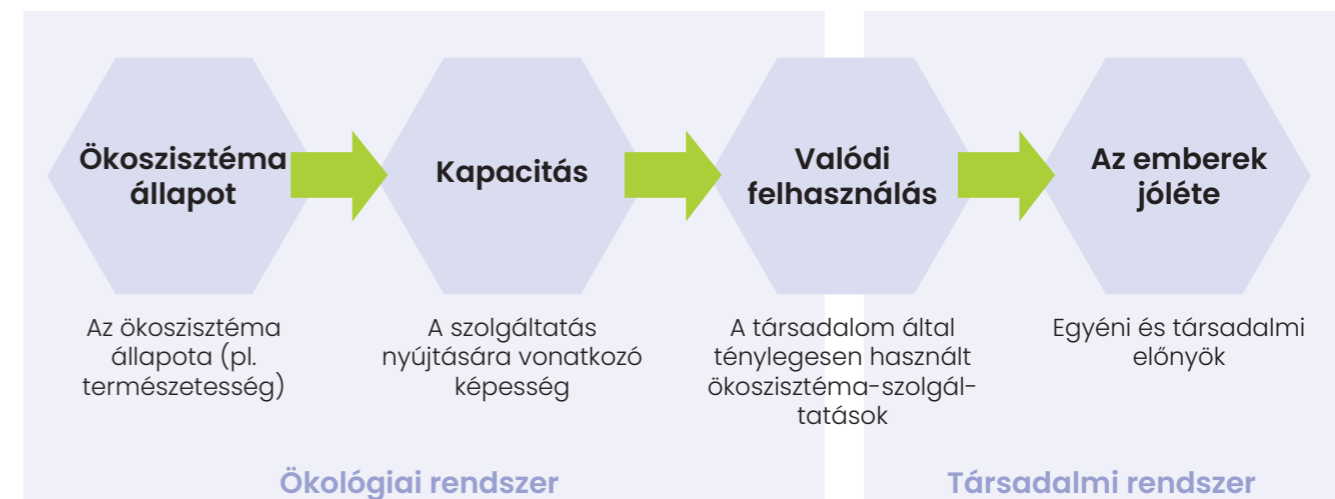 Ökoszisztéma
állapot
Az ökoszisztéma
állapota (pl.
természetesség)
Kapacitás
A szolgáltatás
nyújtására vonatkozó
képesség
Valódi
felhasználás
A társadalom által
ténylegesen használt
ökoszisztéma-szolgál-
tatások
Az emberek
jóléte
Egyéni és társadalmi
előnyök
Ökológiai rendszer
Társadalmi rendszer